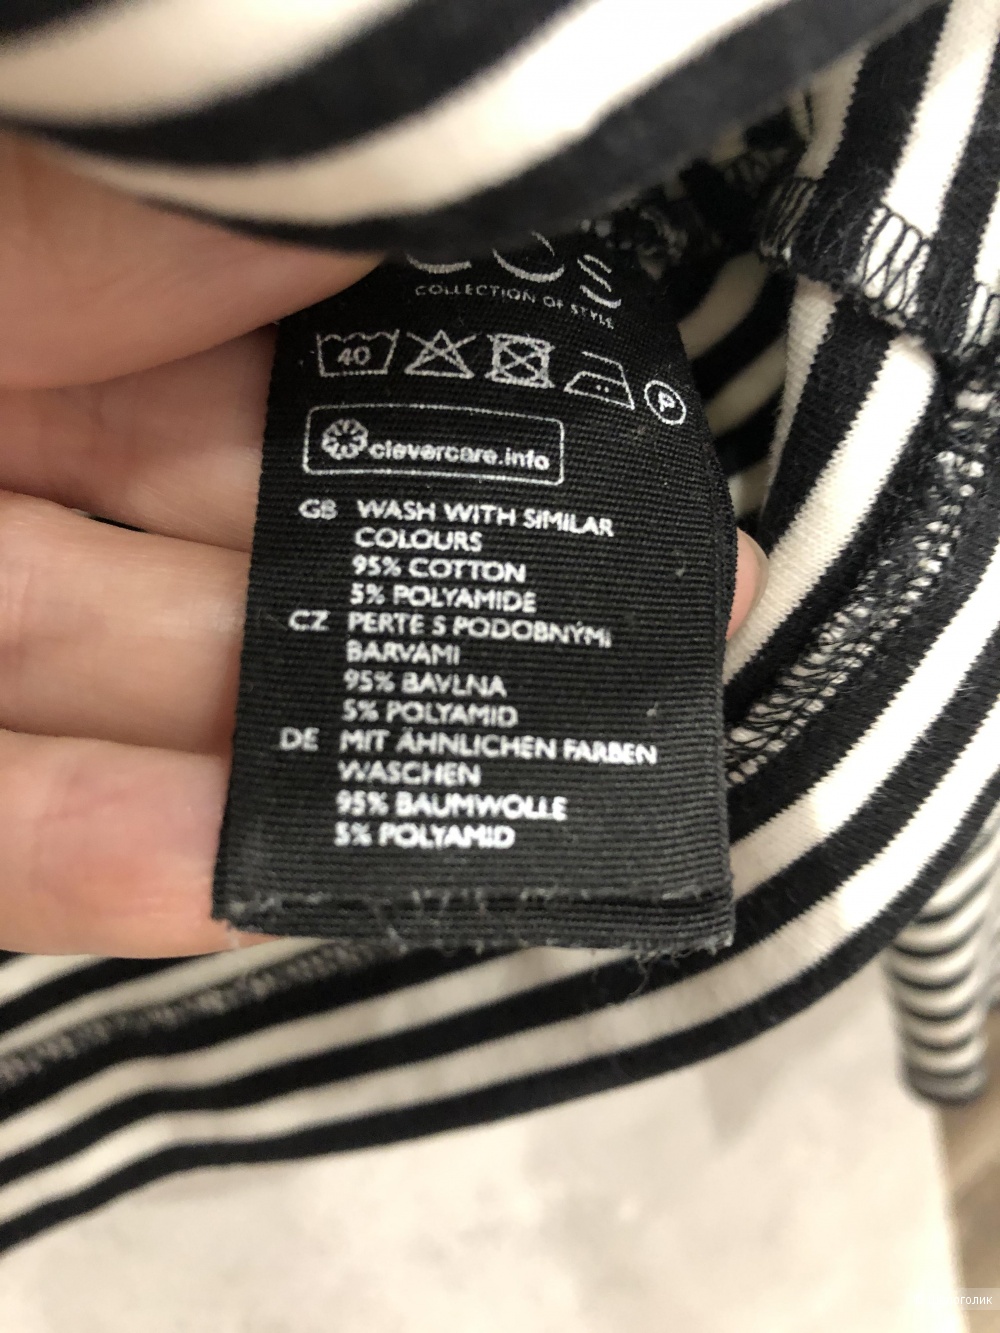 COS
COLLECTION OF STYLE
40
P
clevercare.info
GB WASH WITH SIMILAR
COLOURS
95% COTTON
5% POLYAMIDE
CZ PERTE S PODOBNÝMI
BARVAMI
95% BAVLNA
5% POLYAMID
DE MIT ÄHNLICHEN FARBEN
WASCHEN
95% BAUMWOLLE
5% POLYAMID